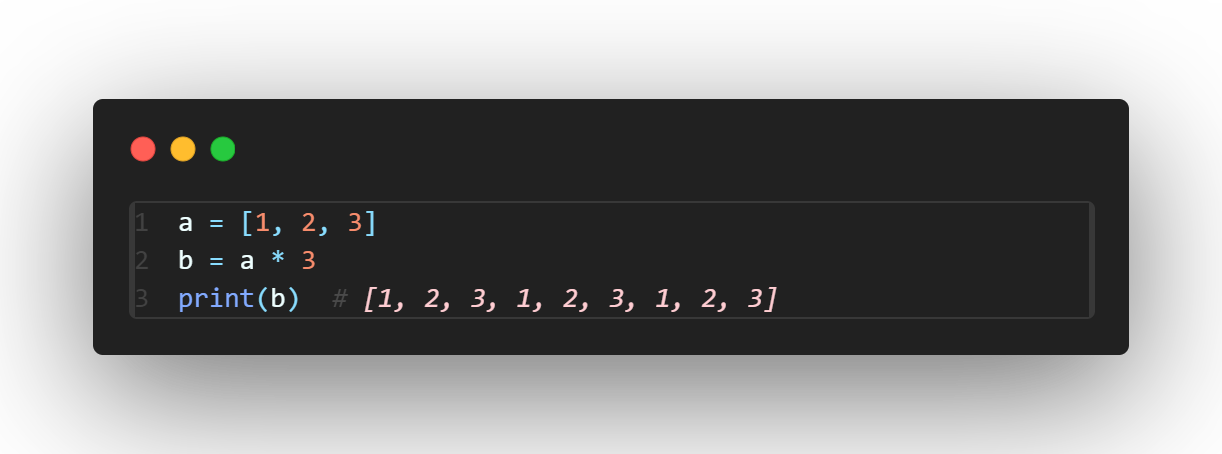 1 a = [1, 2, 3]
2 b = a * 3
3 print(b)  # [1, 2, 3, 1, 2, 3, 1, 2, 3]